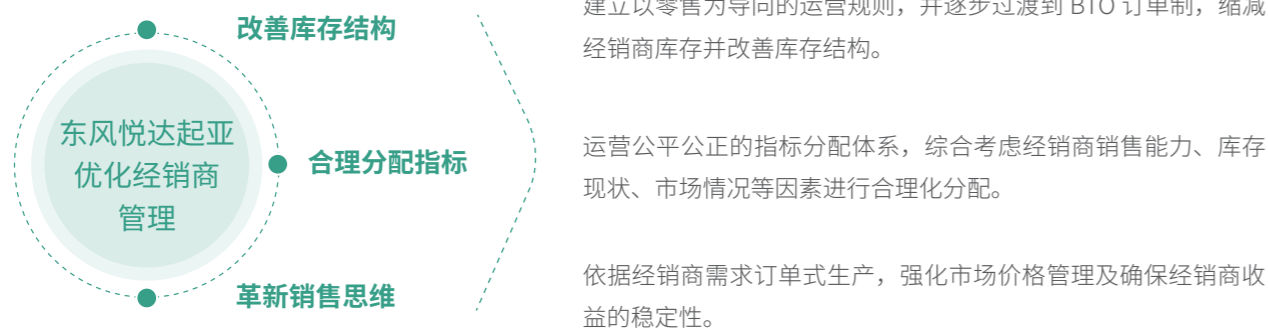 东风悦达起亚
优化经销商
管理
改善库存结构
建立以零售为导向的运营规则，并逐步过渡到 BTO 订单制，缩减
经销商库存并改善库存结构。
合理分配指标
运营公平公正的指标分配体系，综合考虑经销商销售能力、库存
现状、市场情况等因素进行合理化分配。
革新销售思维
依据经销商需求订单式生产，强化市场价格管理及确保经销商收
益的稳定性。